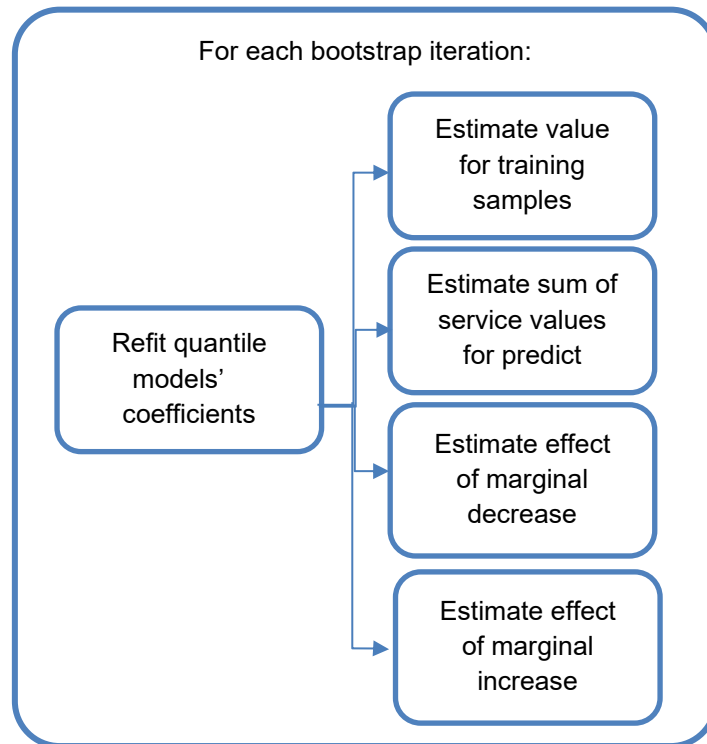 For each bootstrap iteration:
Estimate value
for training
samples
Estimate sum of
service values
for predict
Refit quantile
models’
coefficients
Estimate effect
of marginal
decrease
Estimate effect
of marginal
increase